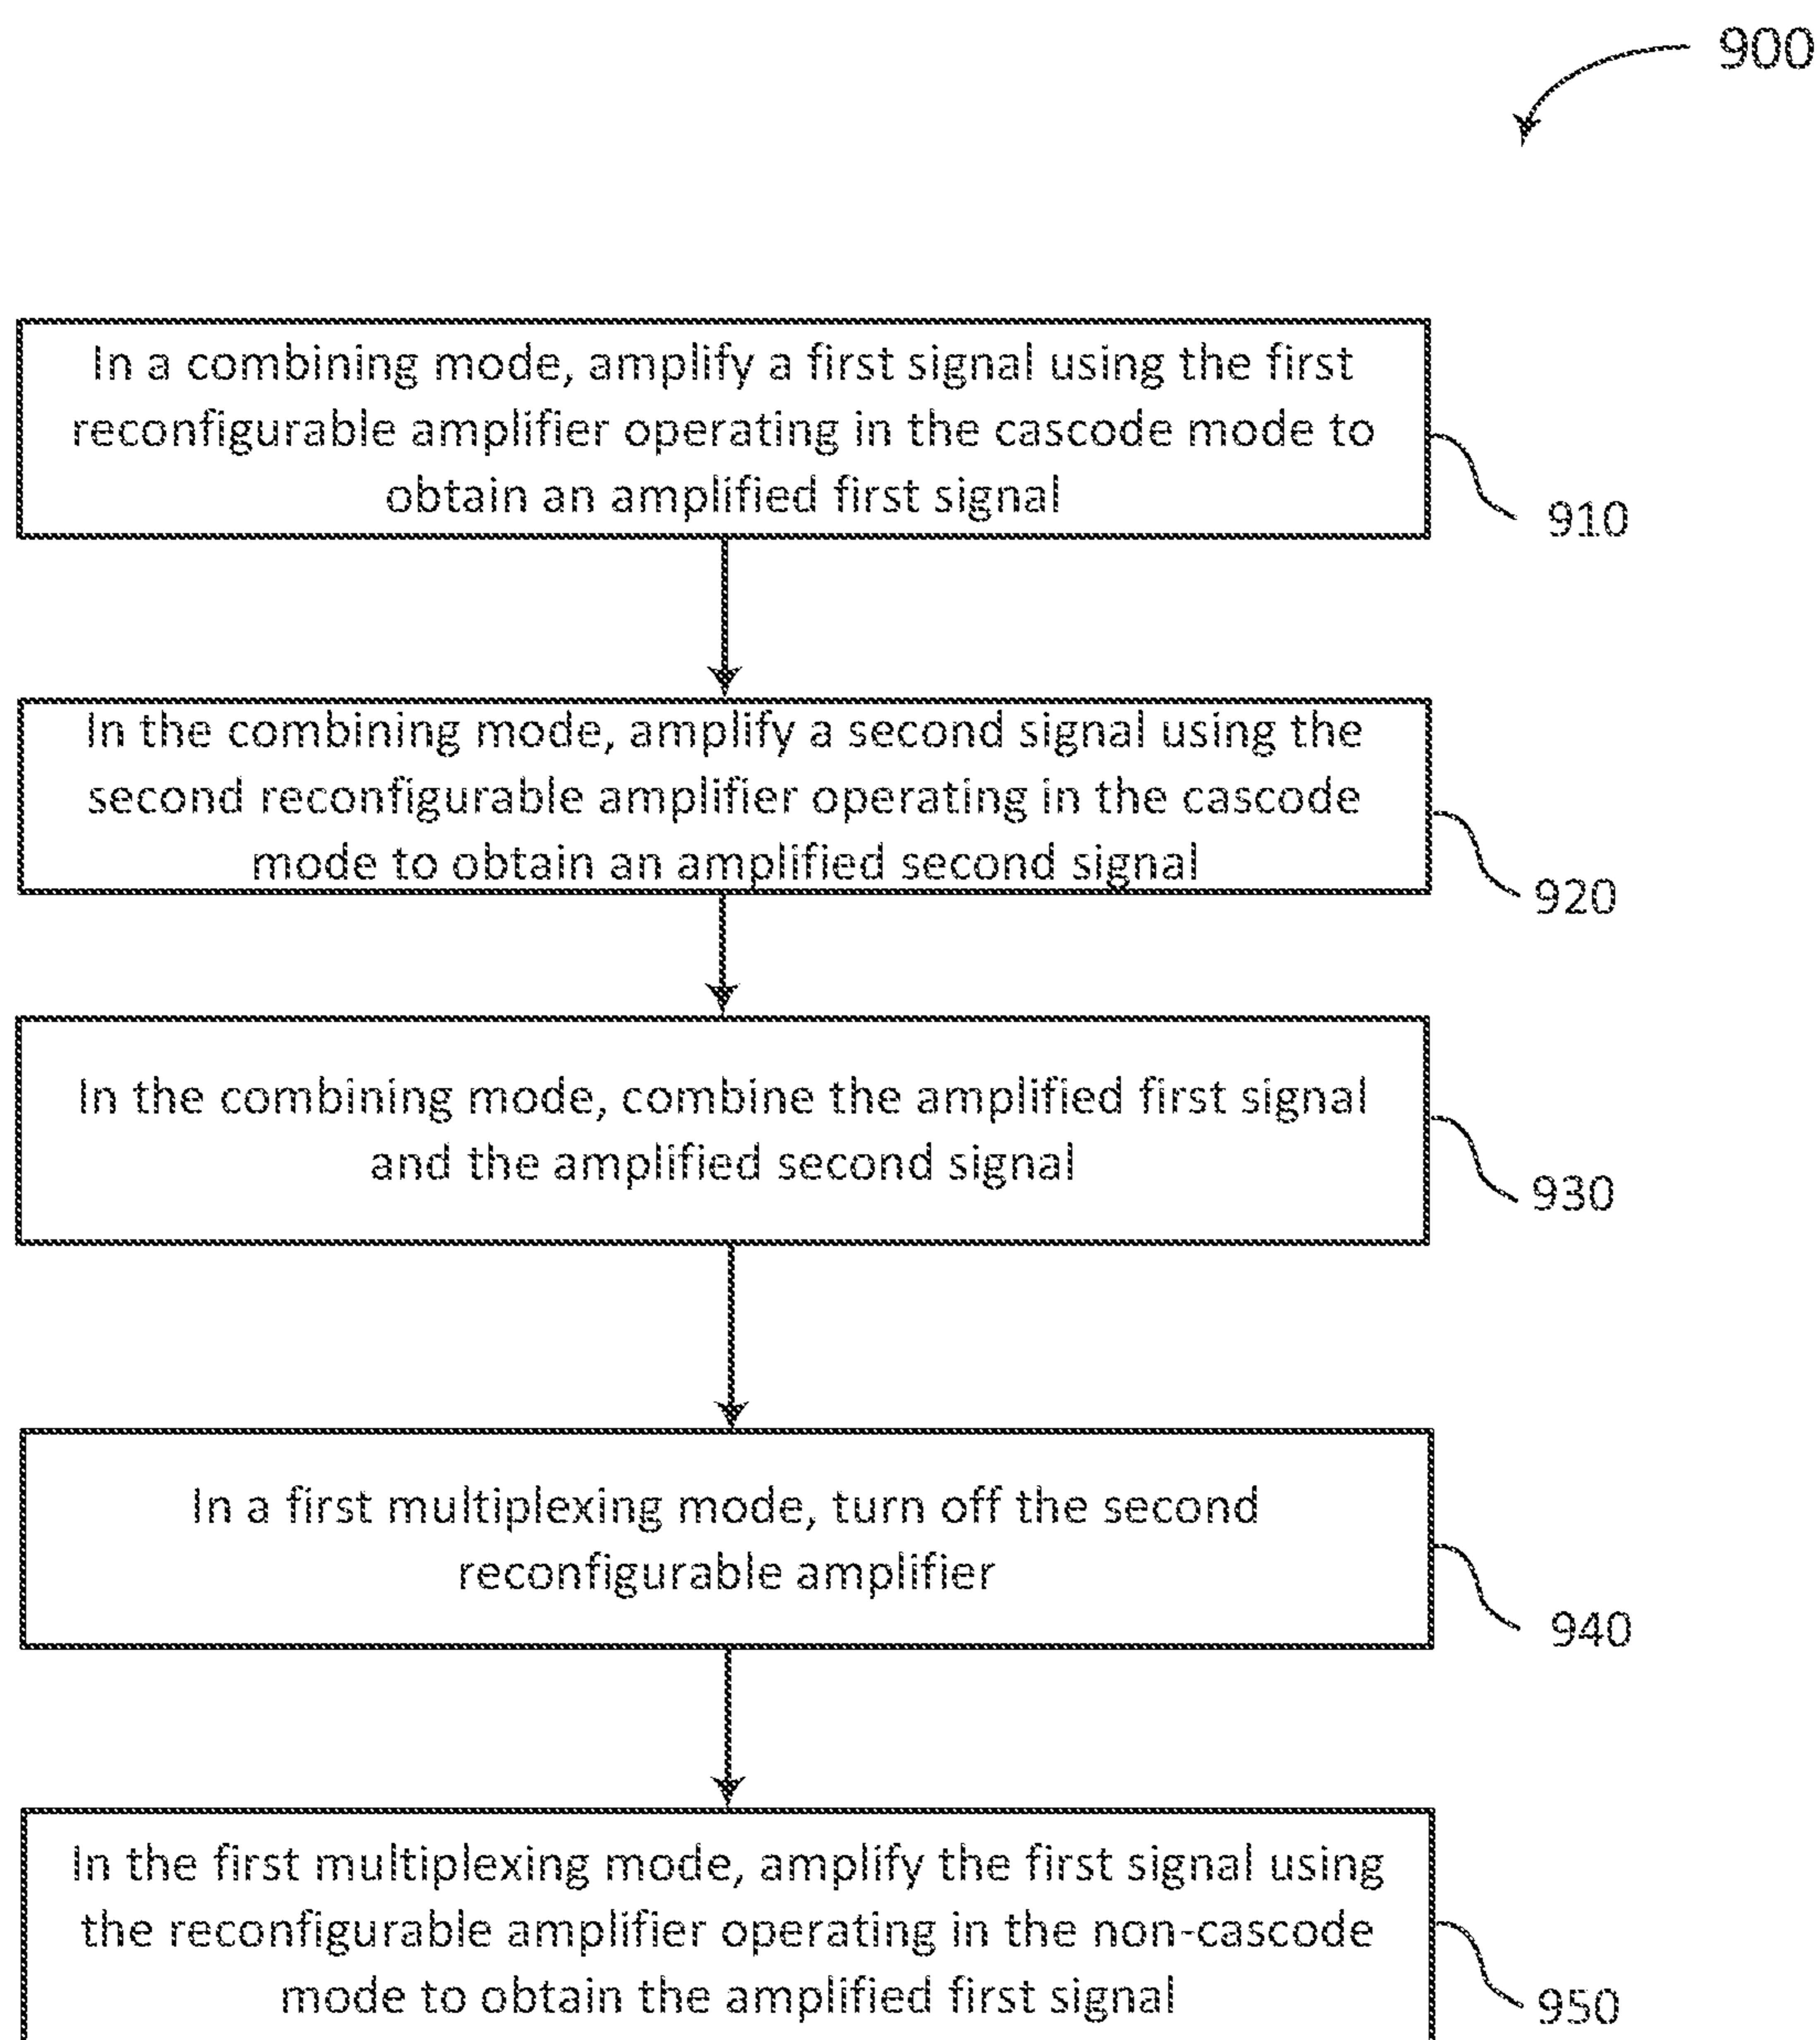 900
In a combining mode, amplify a first signal using the first
reconfigurable amplifier operating in the cascode mode to
obtain an amplified first signal
910
In the combining mode, amplify a second signal using the
second reconfigurable amplifier operating in the cascode
mode to obtain an amplified second signal
920
In the combining mode, combine the amplified first signal
and the amplified second signal
930
In a first multiplexing mode, turn off the second
reconfigurable amplifier
940
In the first multiplexing mode, amplify the first signal using
the reconfigurable amplifier operating in the non-cascode
mode to obtain the amplified first signal
950